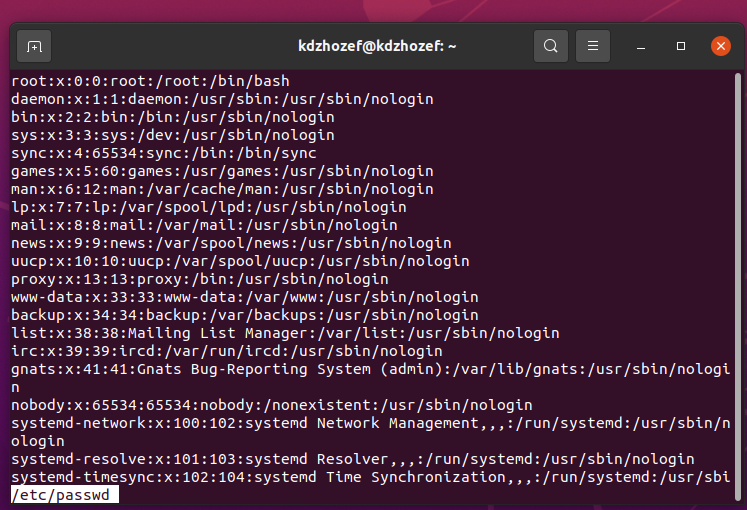 kdzhozef@kdzhozef: ~
root:x:0:0:root:/root:/bin/bash
daemon:x:1:1:daemon:/usr/sbin:/usr/sbin/nologin
bin:x:2:2:bin:/bin:/usr/sbin/nologin
sys:x:3:3:sys:/dev:/usr/sbin/nologin
sync:x:4:65534:sync:/bin:/bin/sync
games:x:5:60:games:/usr/games:/usr/sbin/nologin
man:x:6:12:man:/var/cache/man:/usr/sbin/nologin
lp:x:7:7:lp:/var/spool/lpd:/usr/sbin/nologin
mail:x:8:8:mail:/var/mail:/usr/sbin/nologin
news:x:9:9:news:/var/spool/news:/usr/sbin/nologin
uucp:x:10:10:uucp:/var/spool/uucp:/usr/sbin/nologin
proxy:x:13:13:proxy:/bin:/usr/sbin/nologin
www-data:x:33:33:www-data:/var/www:/usr/sbin/nologin
backup:x:34:34:backup:/var/backups:/usr/sbin/nologin
list:x:38:38:Mailing List Manager:/var/list:/usr/sbin/nologin
irc:x:39:39:ircd:/var/run/ircd:/usr/sbin/nologin
gnats:x:41:41:Gnats Bug-Reporting System (admin):/var/lib/gnats:/usr/sbin/nologi
n
nobody:x:65534:65534:nobody:/nonexistent:/usr/sbin/nologin
systemd-network:x:100:102:systemd Network Management,,,:/run/systemd:/usr/sbin/n
ologin
systemd-resolve:x:101:103:systemd Resolver,,,:/run/systemd:/usr/sbin/nologin
systemd-timesync:x:102:104:systemd Time Synchronization,,,:/run/systemd:/usr/sbi
/etc/passwd